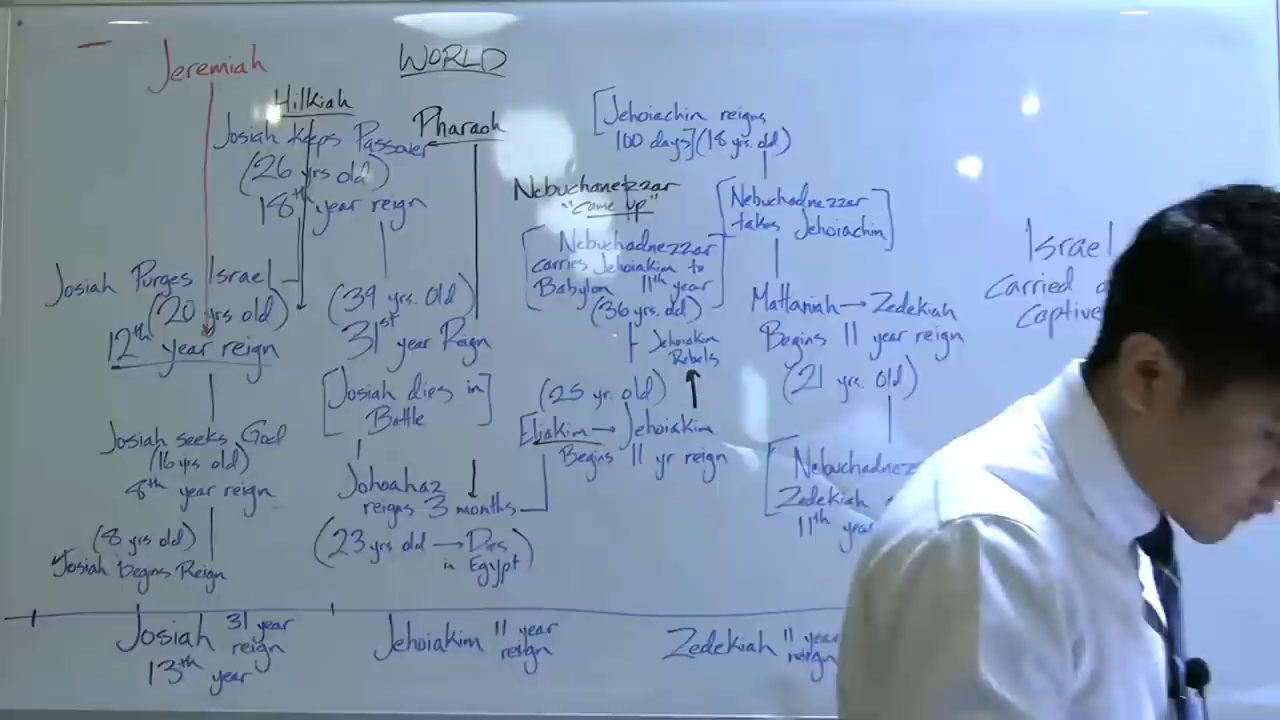 Jeremiah
WORLD
Hilkiah
Josiah keeps Passover
(26 yrs old)
18th year reign
Pharaoh
[Jehoiachin reigns
100 days] (18 yrs. old)
Nebuchanezzar
"came up"
[Nebuchadnezzar
takes Jehoiachin]
[Nebuchadnezzar
carries Jehoiakim to
Babylon 11th year]
(36 yrs. old)
Jehoiakim
Rebels
Josiah Purges Israel
(20 yrs old)
12th year reign
(39 yrs. Old)
31st year Reign
[Josiah dies in]
Battle
Mattaniah → Zedekiah
Begins 11 year reign
(21 yrs. Old)
Israel
Carried
Captive
Josiah seeks God
(16 yrs old)
8th year reign
(25 yr. old)
Eliakim → Jehoiakim
Begins 11 yr reign
Johoahaz
reigns 3 months
(23 yrs old → Dies
in Egypt)
[Nebuchadnez
Zedekiah
11th year
(8 yrs old)
Josiah begins Reign
Josiah 31 year
reign
13th year
Jehoiakim 11 year
reign
Zedekiah 11 year
reign